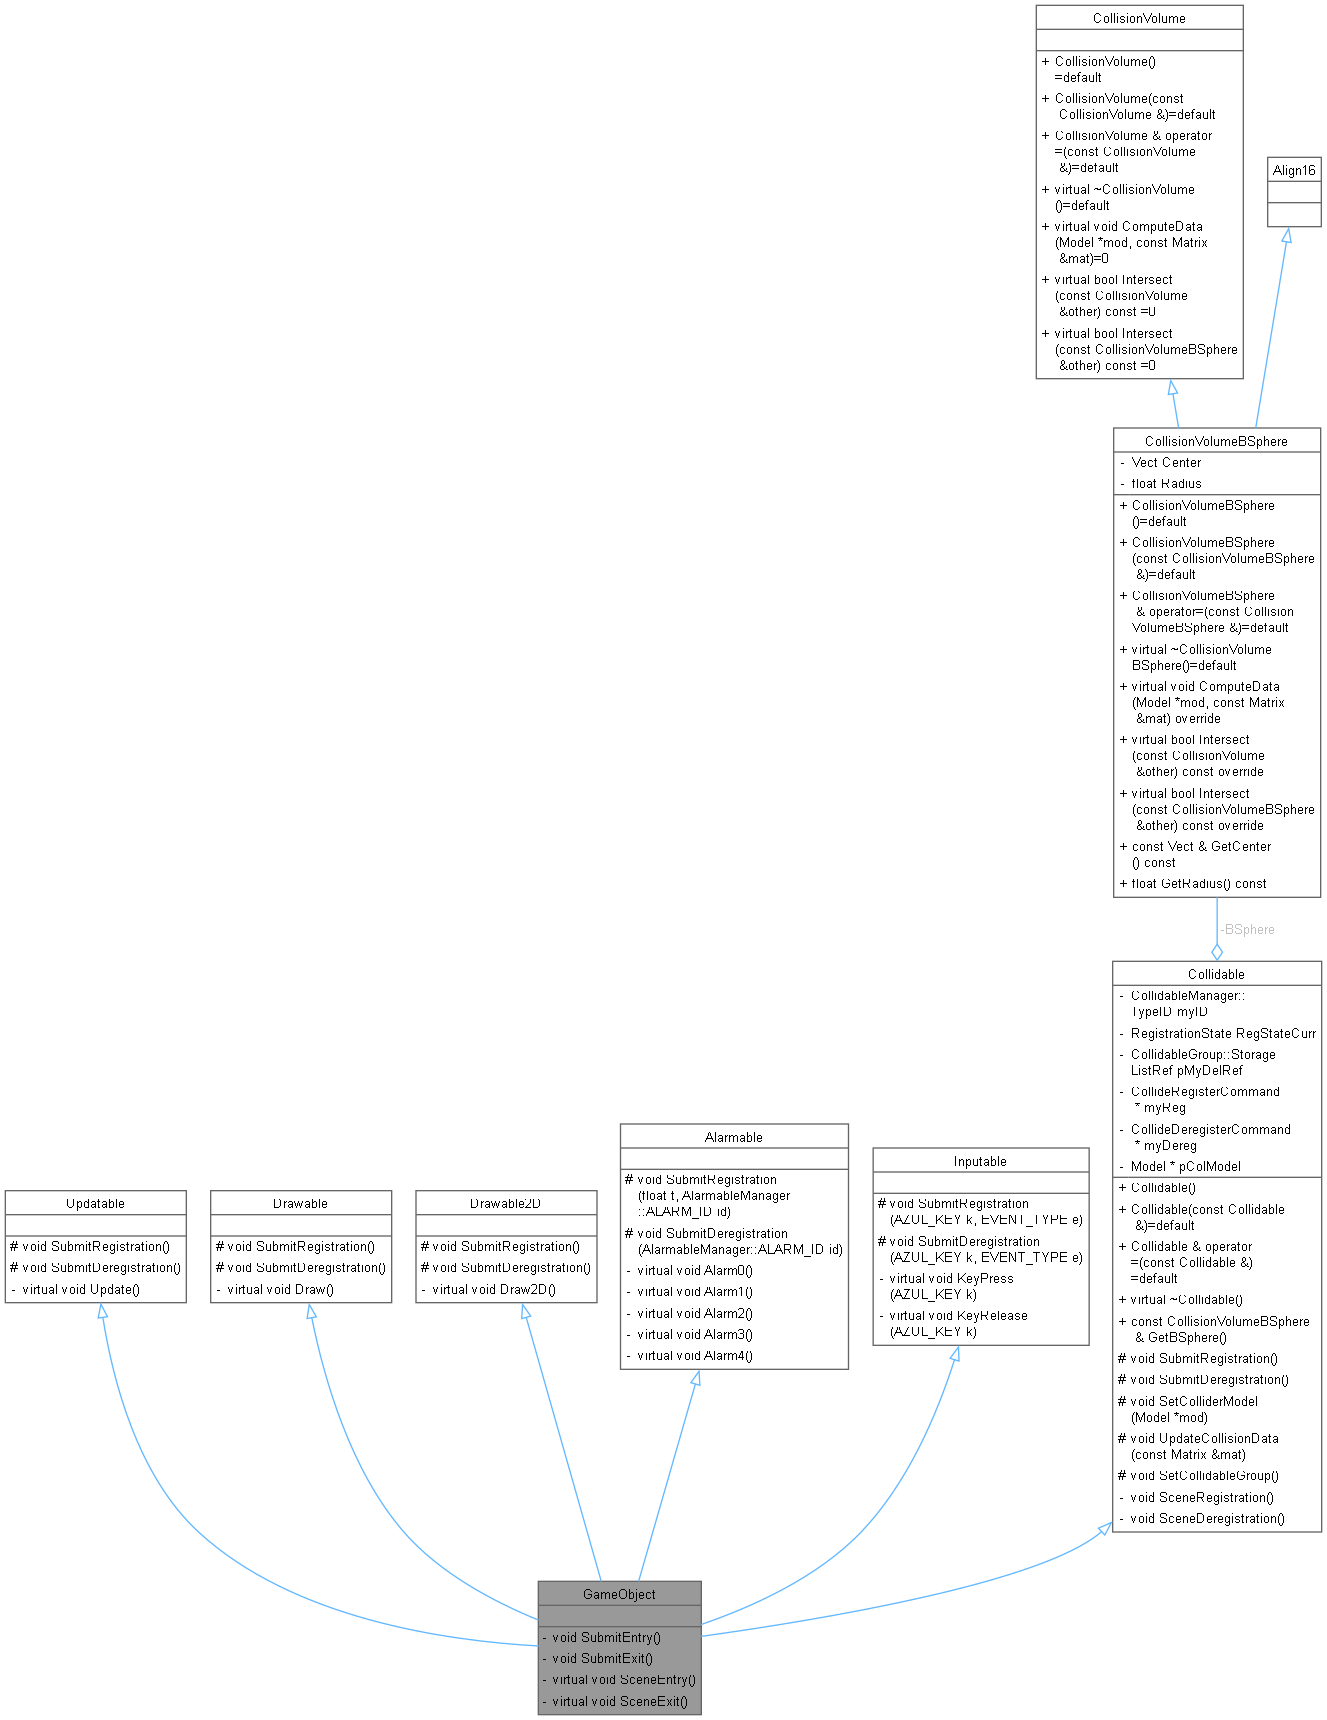 CollisionVolume
+ CollisionVolume()
=default
+ CollisionVolume(const
CollisionVolume &)=default
+ CollisionVolume & operator
=(const CollisionVolume
&)=default
+ virtual ~CollisionVolume
()=default
+ virtual void ComputeData
(Model *mod, const Matrix
&mat)=0
+ virtual bool Intersect
(const CollisionVolume
&other) const =0
+ virtual bool Intersect
(const CollisionVolumeBSphere
&other) const =0
Align16
CollisionVolumeBSphere
- Vect Center
- float Radius
+ CollisionVolumeBSphere
()=default
+ CollisionVolumeBSphere
(const CollisionVolumeBSphere
&)=default
+ CollisionVolumeBSphere
& operator=(const Collision
VolumeBSphere &)=default
+ virtual ~CollisionVolume
BSphere()=default
+ virtual void ComputeData
(Model *mod, const Matrix
&mat) override
+ virtual bool Intersect
(const CollisionVolume
&other) const override
+ virtual bool Intersect
(const CollisionVolumeBSphere
&other) const override
+ const Vect & GetCenter
() const
+ float GetRadius() const
-BSphere
Collidable
- CollidableManager::
TypeID myID
- RegistrationState RegStateCurr
- CollidableGroup::Storage
ListRef pMyDelRef
- CollideRegisterCommand
* myReg
- CollideDeregisterCommand
* myDereg
- Model * pColModel
+ Collidable()
+ Collidable(const Collidable
&)=default
+ Collidable & operator
=(const Collidable &)
=default
+ virtual ~Collidable()
+ const CollisionVolumeBSphere
& GetBSphere()
# void SubmitRegistration()
# void SubmitDeregistration()
# void SetColliderModel
(Model *mod)
# void UpdateCollisionData
(const Matrix &mat)
# void SetCollidableGroup()
- void SceneRegistration()
- void SceneDeregistration()
Updatable
# void SubmitRegistration()
# void SubmitDeregistration()
- virtual void Update()
Drawable
# void SubmitRegistration()
# void SubmitDeregistration()
- virtual void Draw()
Drawable2D
# void SubmitRegistration()
# void SubmitDeregistration()
- virtual void Draw2D()
Alarmable
# void SubmitRegistration
(float t, AlarmableManager
::ALARM_ID id)
# void SubmitDeregistration
(AlarmableManager::ALARM_ID id)
- virtual void Alarm0()
- virtual void Alarm1()
- virtual void Alarm2()
- virtual void Alarm3()
- virtual void Alarm4()
Inputable
# void SubmitRegistration
(AZUL_KEY k, EVENT_TYPE e)
# void SubmitDeregistration
(AZUL_KEY k, EVENT_TYPE e)
- virtual void KeyPress
(AZUL_KEY k)
- virtual void KeyRelease
(AZUL_KEY k)
GameObject
- void SubmitEntry()
- void SubmitExit()
- virtual void SceneEntry()
- virtual void SceneExit()